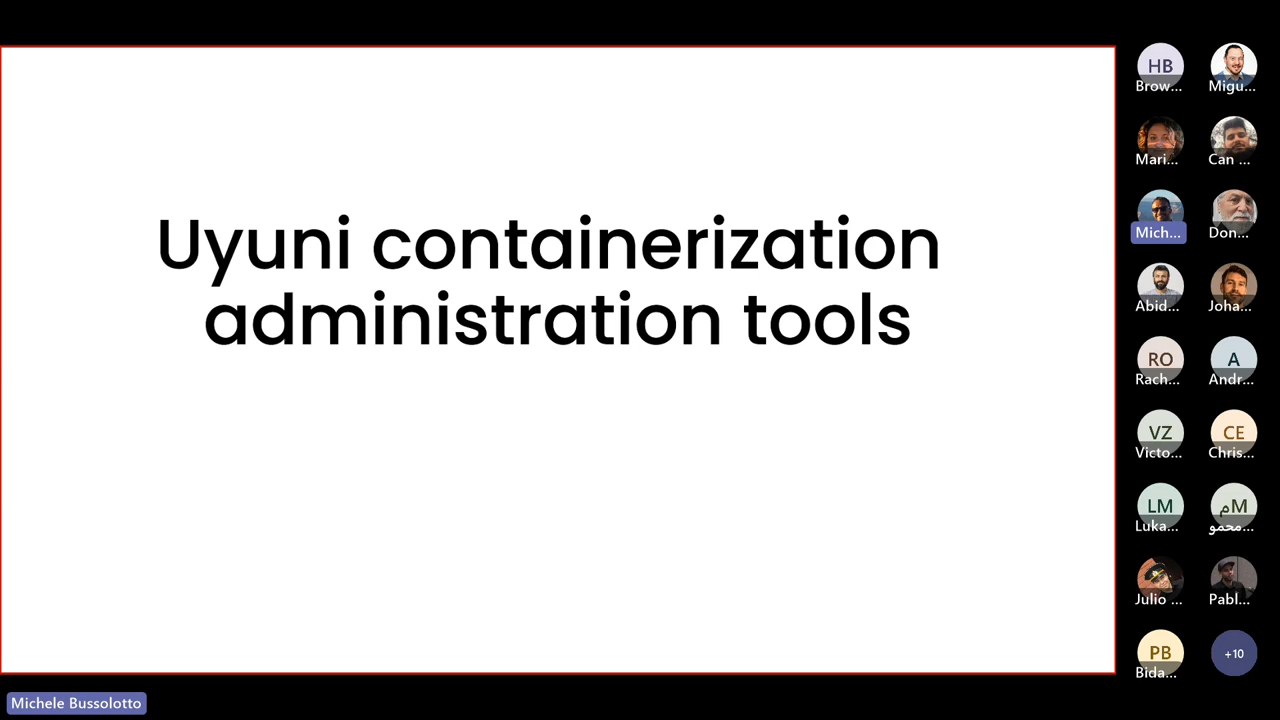 Uyuni containerization
administration tools
HB
Brow...
Migu...
Mari...
Can ...
Mich...
Don...
Abid...
Joha...
RO
Rach...
A
Andr...
VZ
Victo...
CE
Chris...
LM
Luka...
مM
محمو...
Julio ...
Pabl...
PB
Bida...
+10
Michele Bussolotto